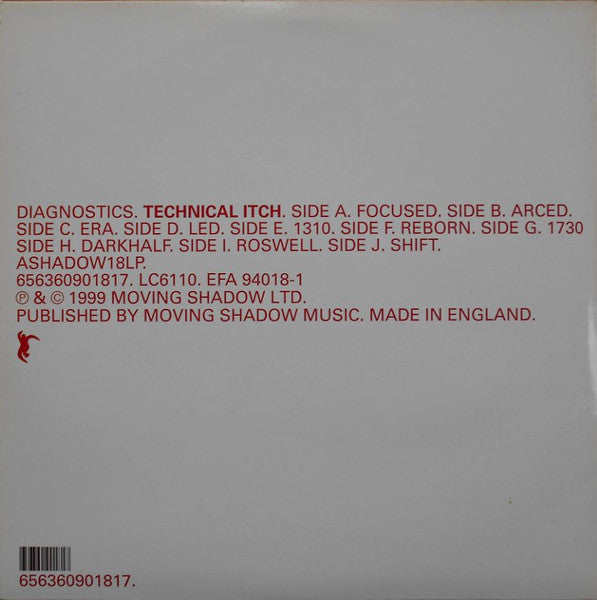 DIAGNOSTICS. TECHNICAL ITCH. SIDE A. FOCUSED. SIDE B. ARCED.
SIDE C. ERA. SIDE D. LED. SIDE E. 1310. SIDE F. REBORN. SIDE G. 1730
SIDE H. DARKHALF. SIDE I. ROSWELL. SIDE J. SHIFT.
ASHADOW18LP.
656360901817. LC6110. EFA 94018-1
℗ & © 1999 MOVING SHADOW LTD.
PUBLISHED BY MOVING SHADOW MUSIC. MADE IN ENGLAND.
656360901817.